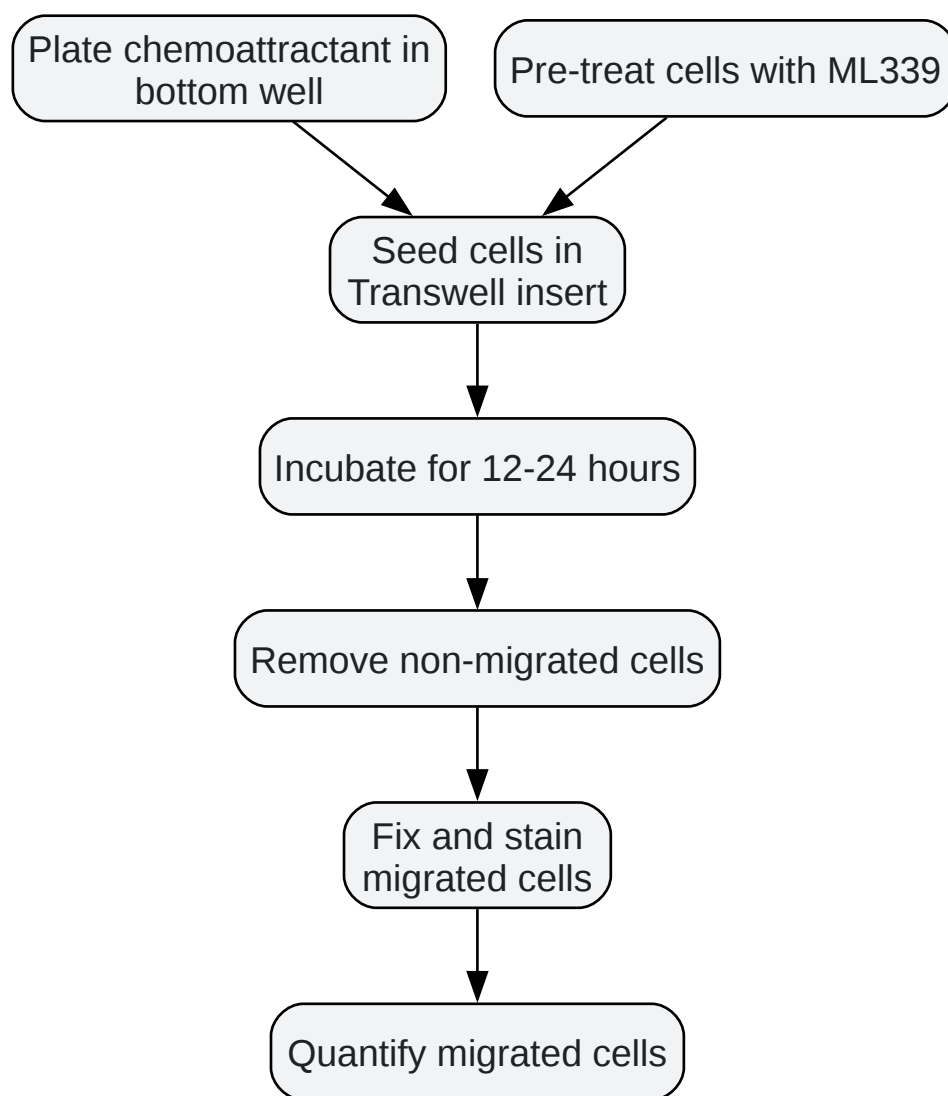 Plate chemoattractant in
bottom well
Pre-treat cells with ML339
Seed cells in
Transwell insert
Incubate for 12-24 hours
Remove non-migrated cells
Fix and stain
migrated cells
Quantify migrated cells